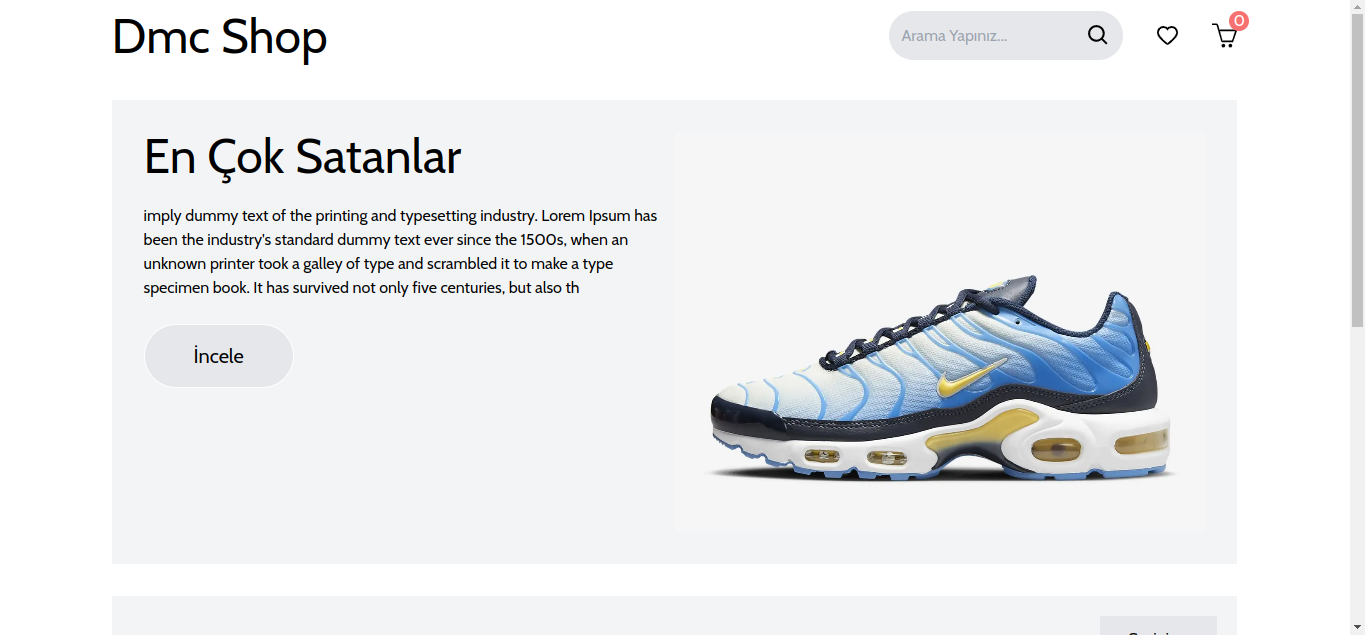 Dmc Shop
Arama Yapınız...
0
En Çok Satanlar
imply dummy text of the printing and typesetting industry. Lorem Ipsum has
been the industry's standard dummy text ever since the 1500s, when an
unknown printer took a galley of type and scrambled it to make a type
specimen book. It has survived not only five centuries, but also th
İncele